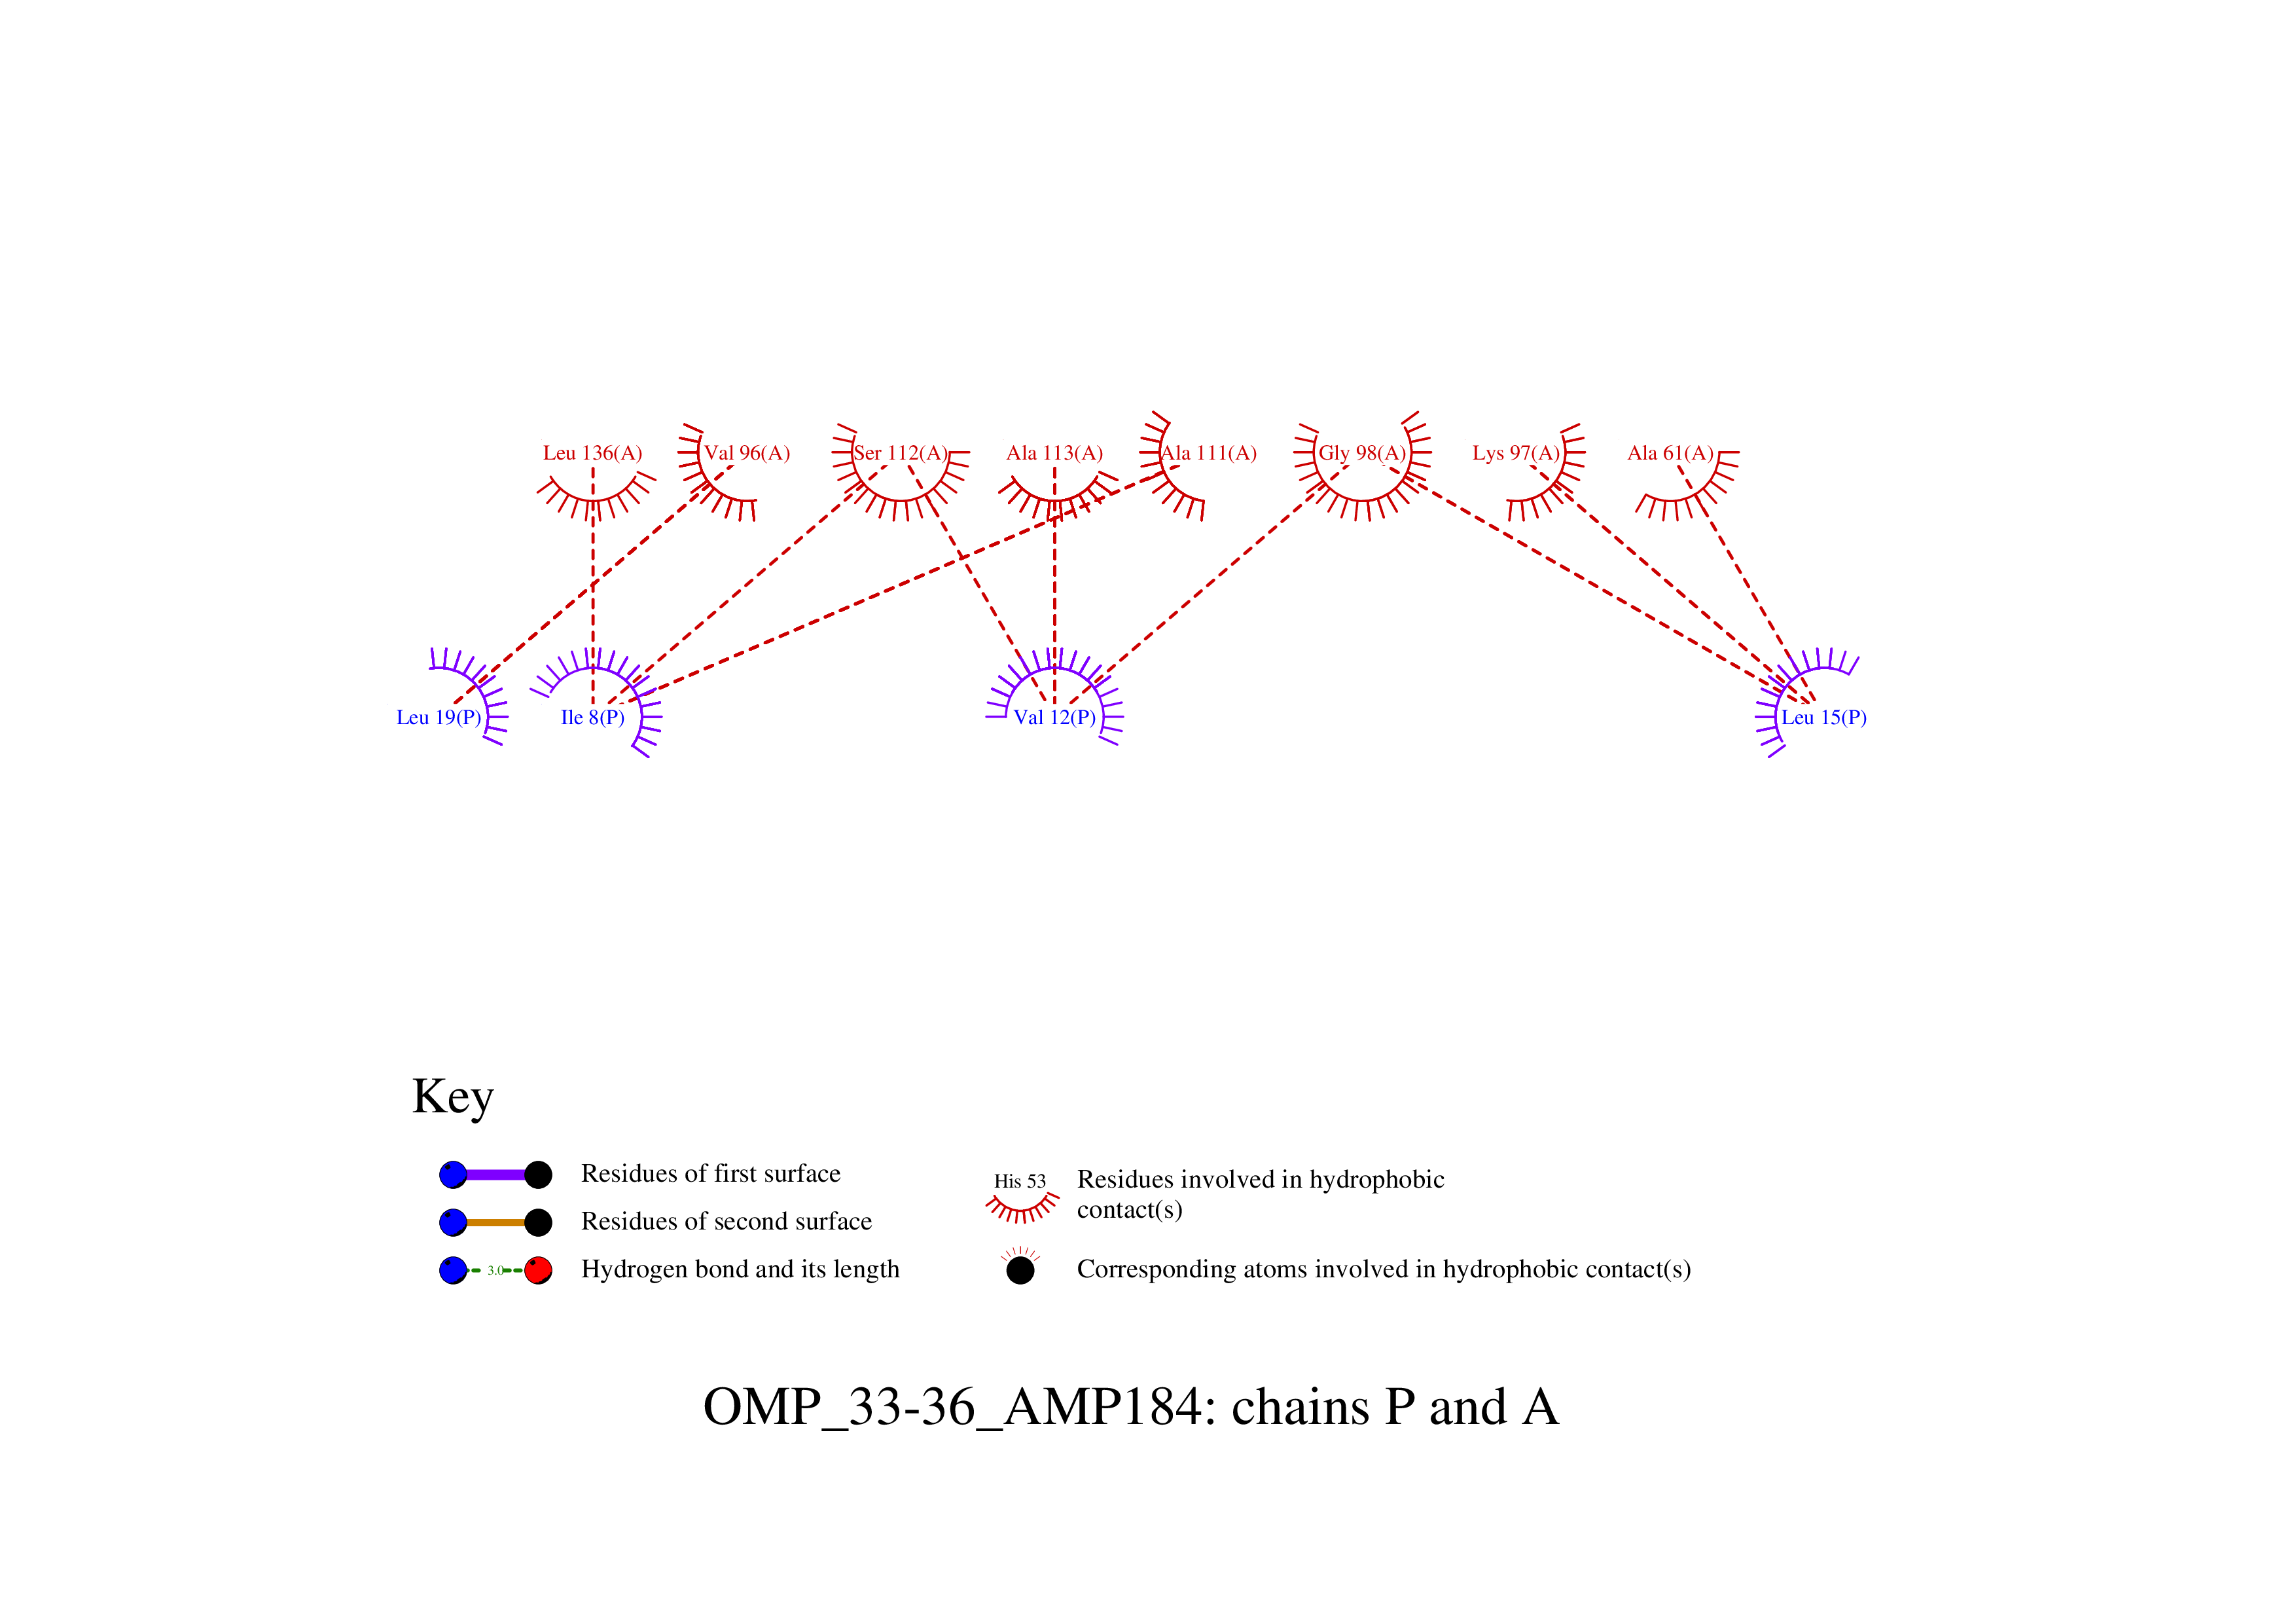 Leu 136(A) Val 96(A) Ser 112(A) Ala 113(A) Ala 111(A) Gly 98(A) Lys 97(A) Ala 61(A)
Leu 19(P) Ile 8(P) Val 12(P) Leu 15(P)
Key
Residues of first surface
Residues of second surface
3.0 Hydrogen bond and its length
His 53 Residues involved in hydrophobic
contact(s)
Corresponding atoms involved in hydrophobic contact(s)
OMP_33-36_AMP184: chains P and A